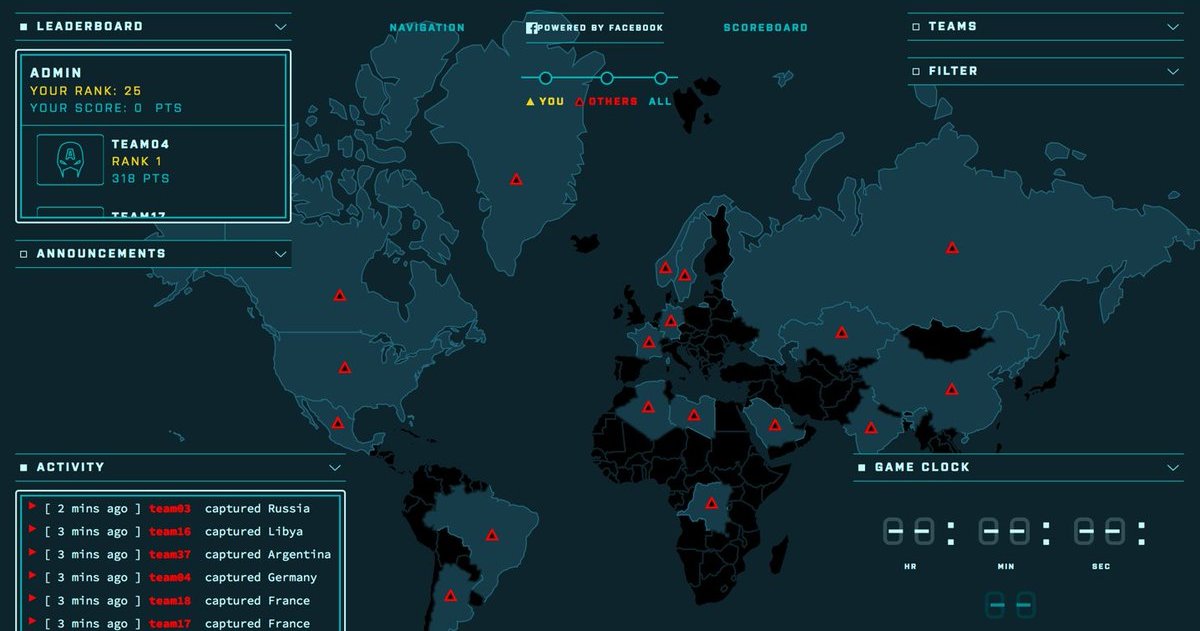 LEADERBOARD
ADMIN
YOUR RANK: 25
YOUR SCORE: 0 PTS
TEAM04
RANK 1
318 PTS
TEAM17
ANNOUNCEMENTS
NAVIGATION
POWERED BY FACEBOOK
SCOREBOARD
YOU OTHERS ALL
TEAMS
FILTER
ACTIVITY
[ 2 mins ago ] team03 captured Russia
[ 3 mins ago ] team16 captured Libya
[ 3 mins ago ] team37 captured Argentina
[ 3 mins ago ] team04 captured Germany
[ 3 mins ago ] team18 captured France
[ 3 mins ago ] team17 captured France
GAME CLOCK
-- : -- : -- :
HR MIN SEC
--